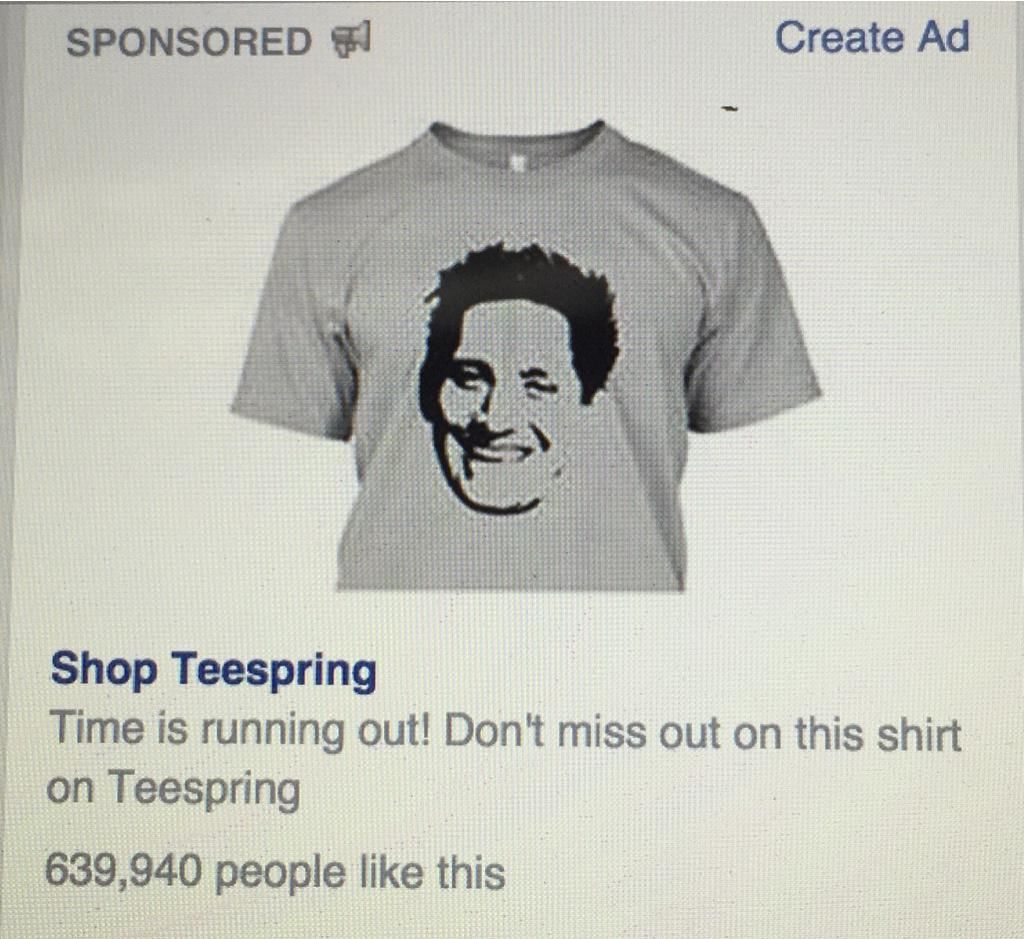 SPONSORED
Create Ad
Shop Teespring
Time is running out! Don't miss out on this shirt
on Teespring
639,940 people like this